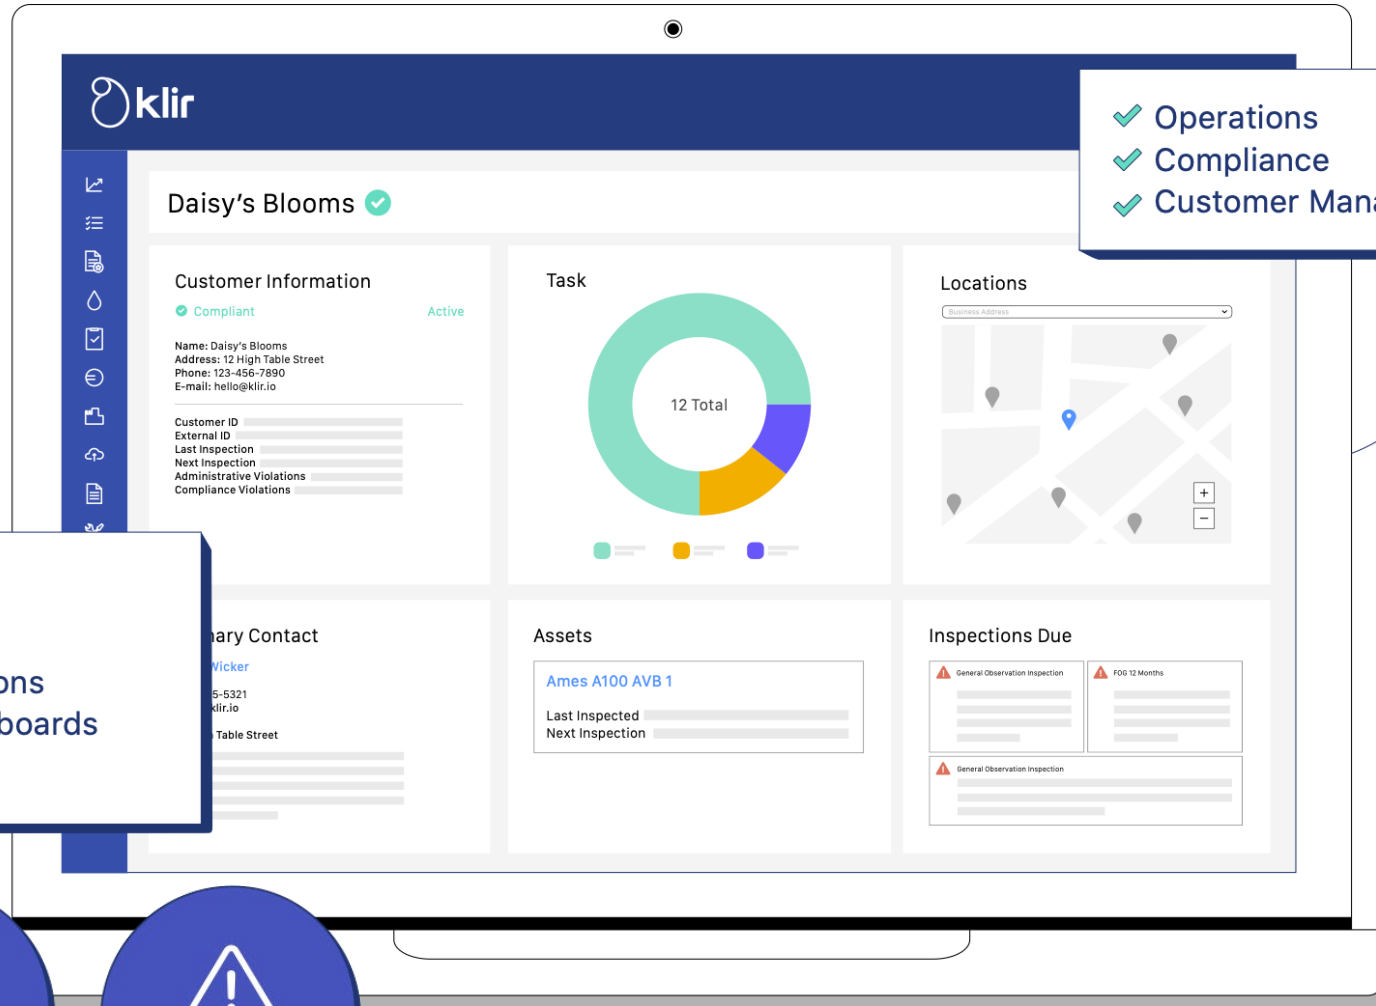 klir
Operations
Compliance
Customer Mana
Daisy's Blooms
Customer Information
Compliant
Active
Name: Daisy's Blooms
Address: 12 High Table Street
Phone: 123-456-7890
E-mail: hello@klir.io
Customer ID
External ID
Last Inspection
Next Inspection
Administrative Violations
Compliance Violations
Task
12 Total
Locations
Business Address
+
−
ons
boards
ary Contact
Wicker
5-5321
klir.io
Table Street
Assets
Ames A100 AVB 1
Last Inspected
Next Inspection
Inspections Due
General Observation Inspection
FOG 12 Months
General Observation Inspection